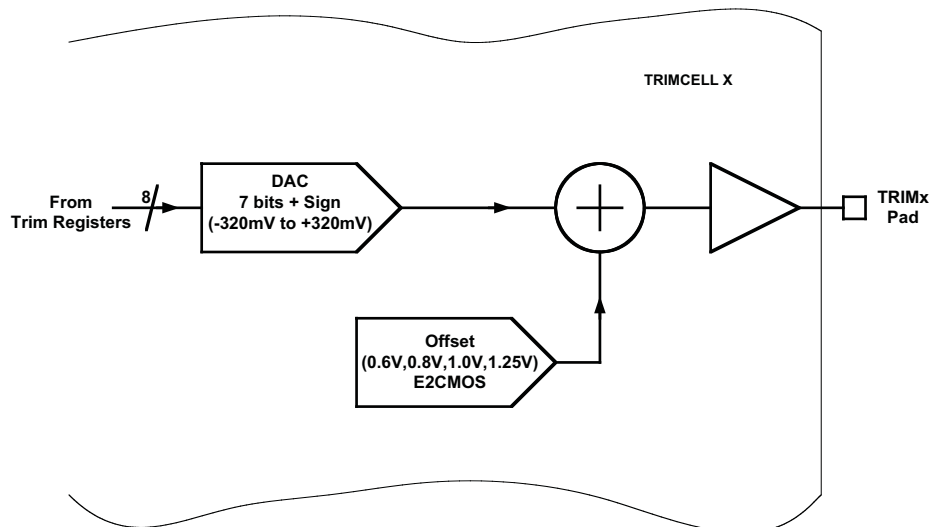 TRIMCELL X
From
Trim Registers
8
DAC
7 bits + Sign
(-320mV to +320mV)
TRIMx
Pad
Offset
(0.6V,0.8V,1.0V,1.25V)
E2CMOS